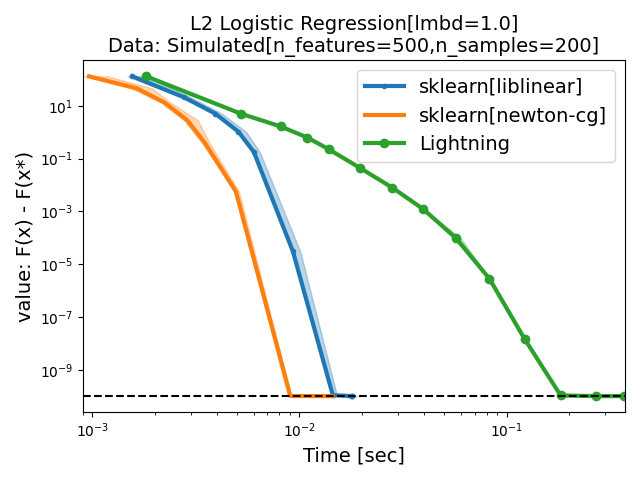 L2 Logistic Regression[lmbd=1.0]
Data: Simulated[n_features=500,n_samples=200]
sklearn[liblinear]
sklearn[newton-cg]
Lightning
value: F(x) - F(x*)
10¹
10⁻¹
10⁻³
10⁻⁵
10⁻⁷
10⁻⁹
10⁻³
10⁻²
10⁻¹
Time [sec]